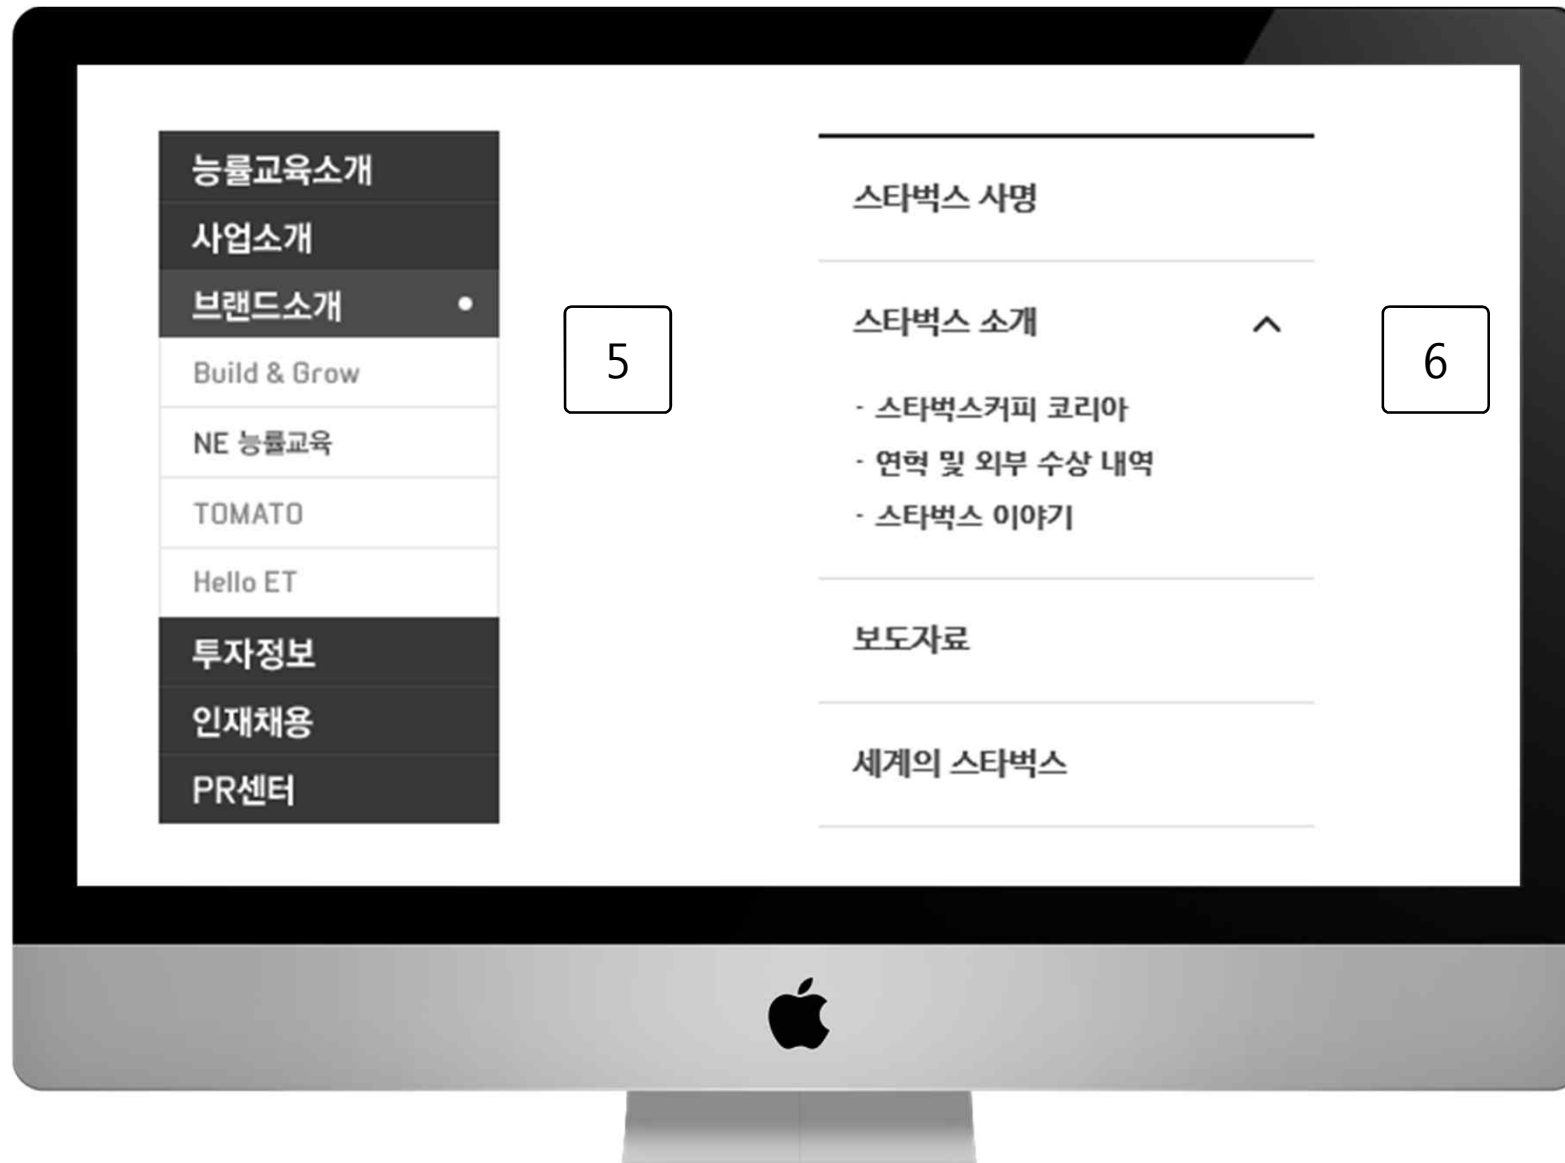 능률교육소개
사업소개
브랜드소개
Build & Grow
NE 능률교육
TOMATO
Hello ET
투자정보
인재채용
PR센터
5
스타벅스 사명
스타벅스 소개
- 스타벅스커피 코리아
- 연혁 및 외부 수상 내역
- 스타벅스 이야기
보도자료
세계의 스타벅스
6